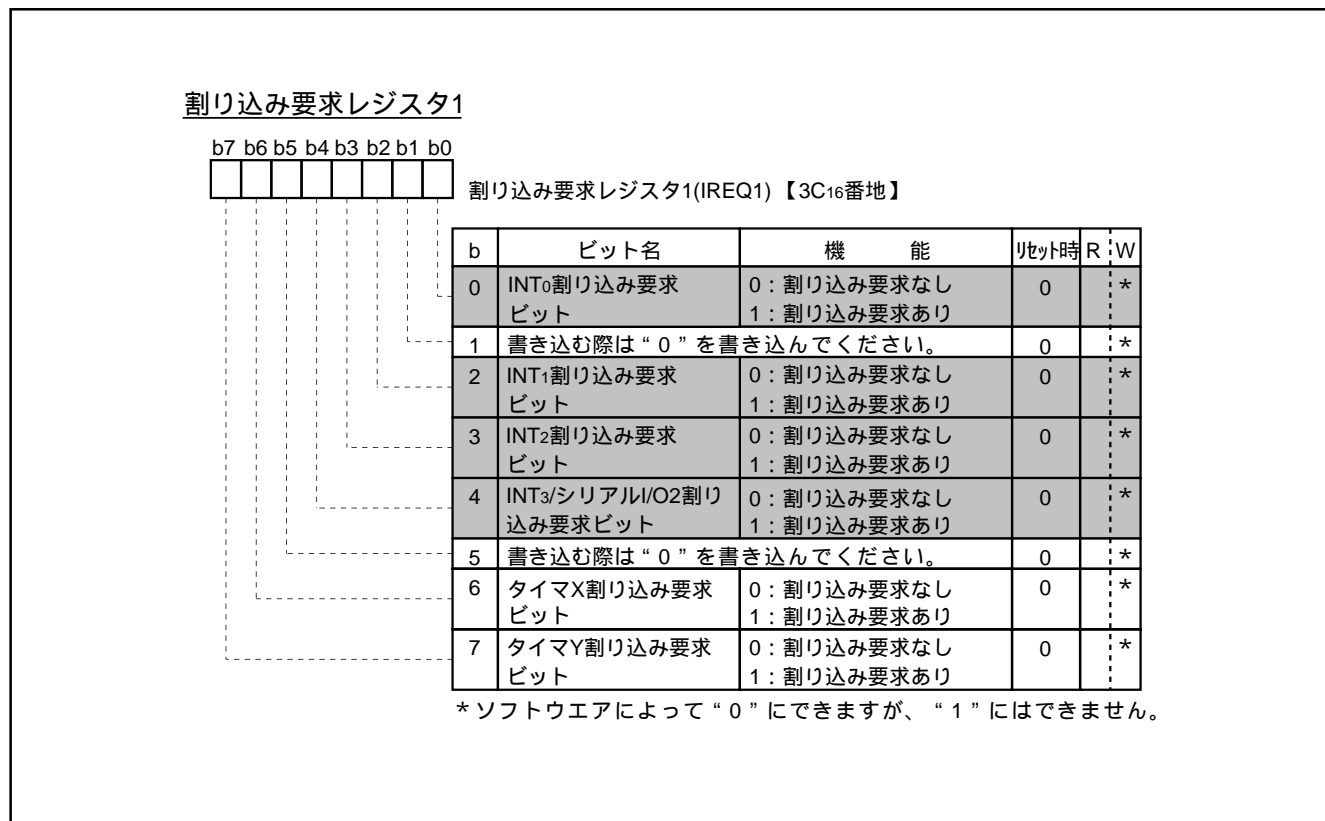 割り込み要求レジスタ1
b7 b6 b5 b4 b3 b2 b1 b0
割り込み要求レジスタ1(IREQ1)【3C16番地】
b ビット名 機 能 リセット時 R W
0 INT0割り込み要求 0：割り込み要求なし 0 *
ビット 1：割り込み要求あり
1 書き込む際は“0”を書き込んでください。 0 *
2 INT1割り込み要求 0：割り込み要求なし 0 *
ビット 1：割り込み要求あり
3 INT2割り込み要求 0：割り込み要求なし 0 *
ビット 1：割り込み要求あり
4 INT3/シリアルI/O2割り 0：割り込み要求なし 0 *
込み要求ビット 1：割り込み要求あり
5 書き込む際は“0”を書き込んでください。 0 *
6 タイマX割り込み要求 0：割り込み要求なし 0 *
ビット 1：割り込み要求あり
7 タイマY割り込み要求 0：割り込み要求なし 0 *
ビット 1：割り込み要求あり
*ソフトウエアによって“0”にできますが、“1”にはできません。